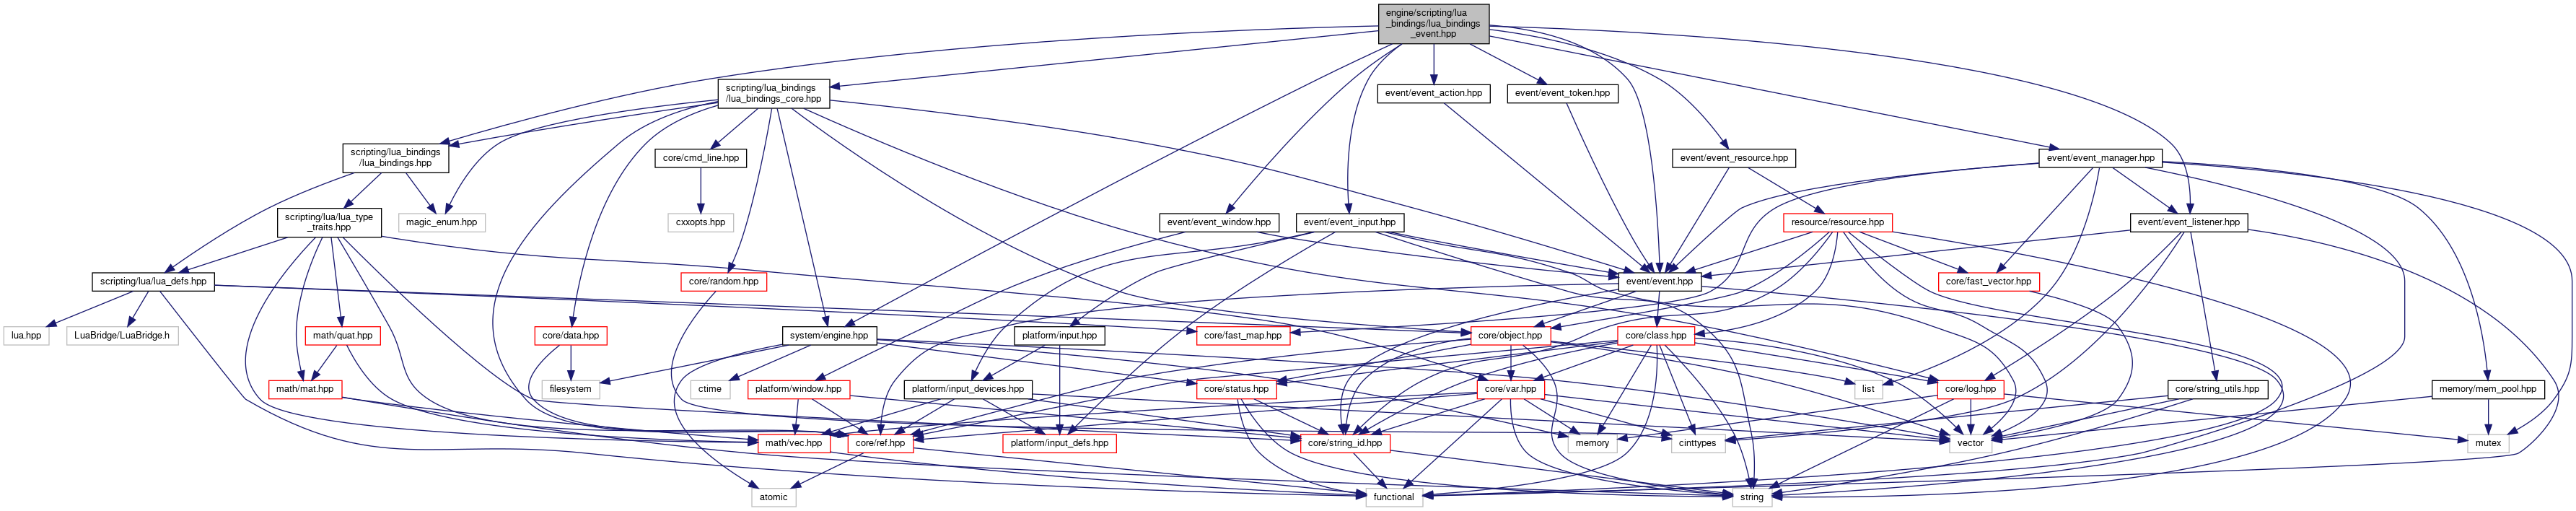 engine/scripting/lua
_bindings/lua_bindings
_event.hpp
scripting/lua_bindings
/lua_bindings_core.hpp
event/event_action.hpp
event/event_token.hpp
scripting/lua_bindings
/lua_bindings.hpp
core/cmd_line.hpp
event/event_resource.hpp
event/event_manager.hpp
scripting/lua/lua_type
_traits.hpp
magic_enum.hpp
cxxopts.hpp
event/event_window.hpp
event/event_input.hpp
resource/resource.hpp
event/event_listener.hpp
scripting/lua/lua_defs.hpp
core/random.hpp
event/event.hpp
core/fast_vector.hpp
lua.hpp
LuaBridge/LuaBridge.h
math/quat.hpp
core/data.hpp
system/engine.hpp
platform/input.hpp
core/fast_map.hpp
core/object.hpp
core/class.hpp
math/mat.hpp
filesystem
ctime
platform/window.hpp
platform/input_devices.hpp
core/status.hpp
core/var.hpp
list
core/log.hpp
core/string_utils.hpp
memory/mem_pool.hpp
math/vec.hpp
core/ref.hpp
platform/input_defs.hpp
core/string_id.hpp
memory
cinttypes
vector
mutex
atomic
functional
string